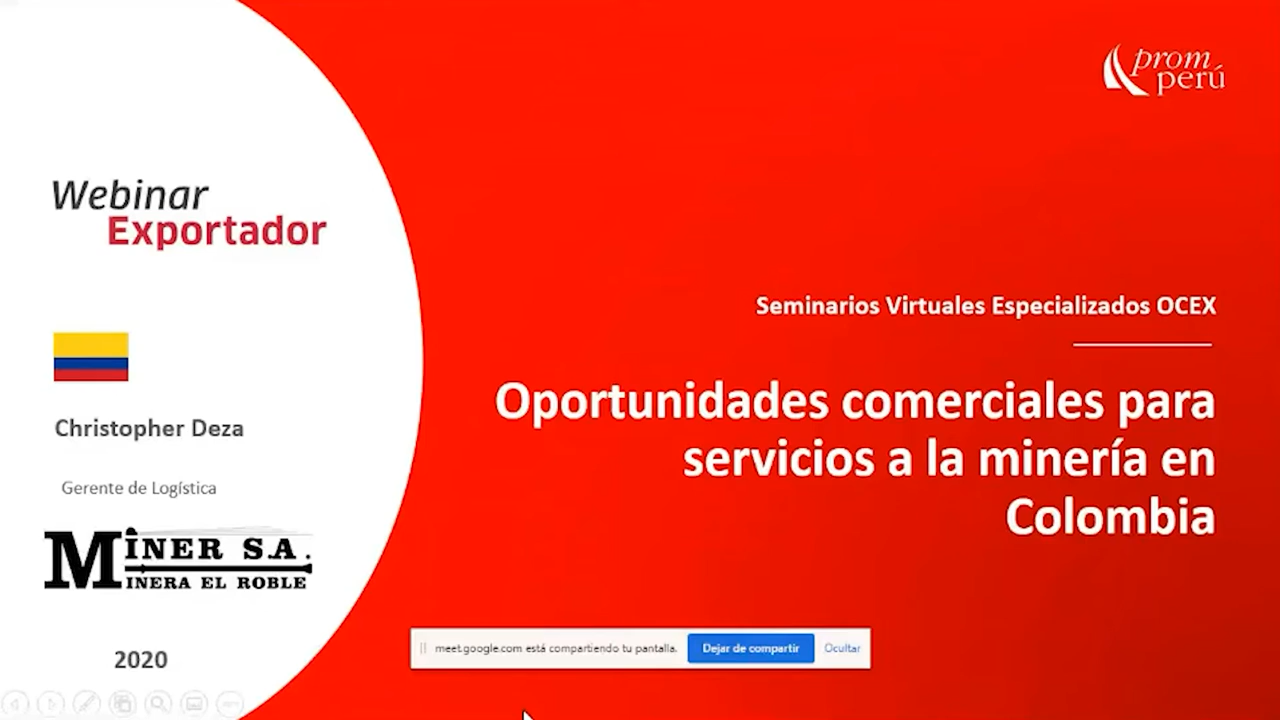 prom
perú
Webinar
Exportador
Seminarios Virtuales Especializados OCEX
Oportunidades comerciales para
servicios a la minería en
Colombia
Christopher Deza
Gerente de Logística
MINER S.A.
MINERA EL ROBLE
2020
meet.google.com está compartiendo tu pantalla.
Dejar de compartir
Ocultar